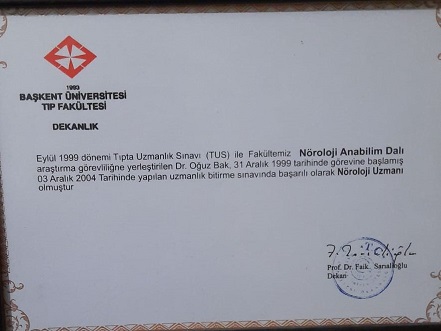 1993
BAŞKENT ÜNİVERSİTESİ
TIP FAKÜLTESİ
DEKANLIK
Eylül 1999 dönemi Tıpta Uzmanlık Sınavı (TUS) ile Fakültemiz Nöroloji Anabilim Dalı
araştırma görevliliğine yerleştirilen Dr. Oğuz Bak, 31 Aralık 1999 tarihinde görevine başlamış
03 Aralık 2004 Tarihinde yapılan uzmanlık bitirme sınavında başarılı olarak Nöroloji Uzmanı
olmuştur
Prof. Dr. Faik Sarıalioğlu
Dekan